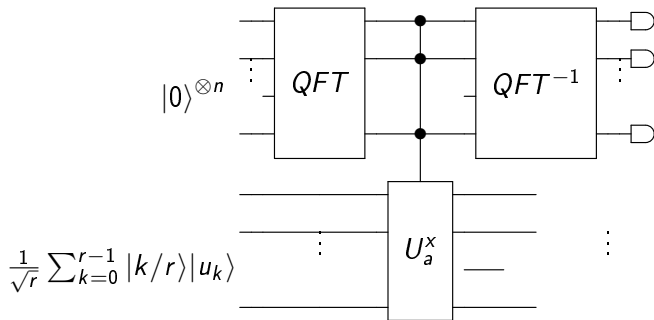 QFT
QFT⁻¹
|0⟩^{⊗n}
U_a^x
\frac{1}{\sqrt{r}} \sum_{k=0}^{r-1} |k/r⟩|u_k⟩